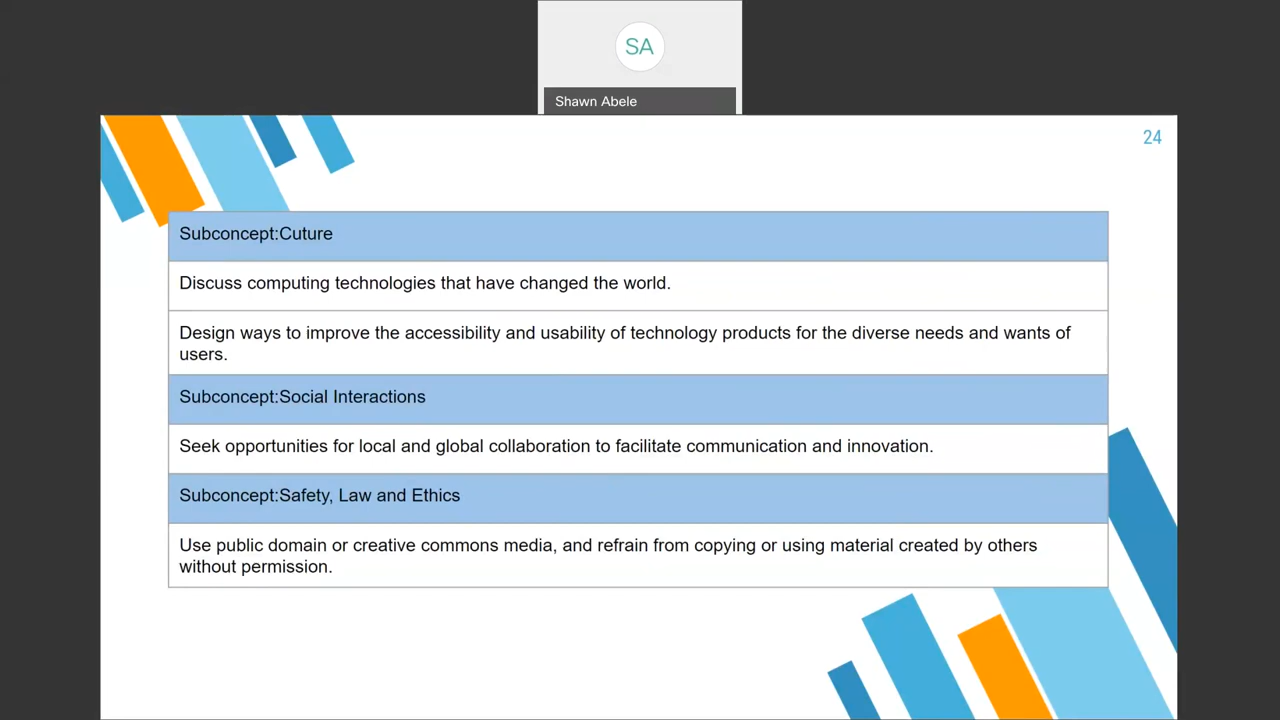 SA
Shawn Abele
24
Subconcept:Cuture
Discuss computing technologies that have changed the world.
Design ways to improve the accessibility and usability of technology products for the diverse needs and wants of
users.
Subconcept:Social Interactions
Seek opportunities for local and global collaboration to facilitate communication and innovation.
Subconcept:Safety, Law and Ethics
Use public domain or creative commons media, and refrain from copying or using material created by others
without permission.